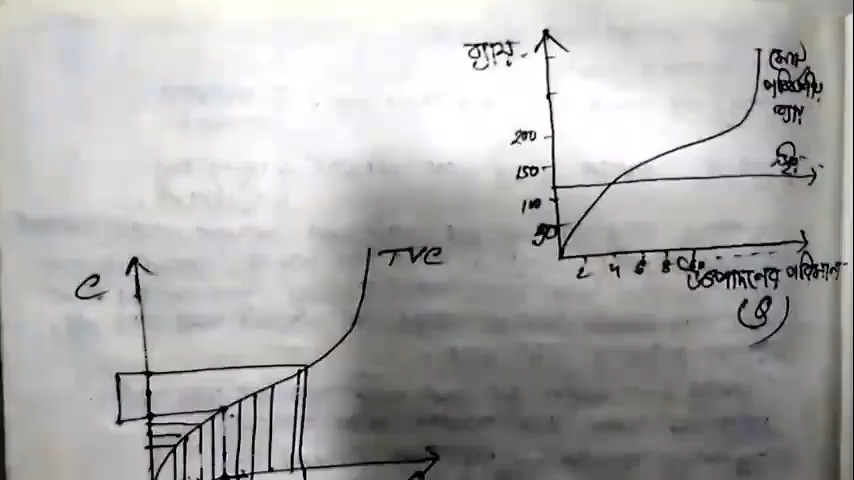 ব্যয়
মোট
পরিবর্তনীয়
ব্যয়
200
150
স্থির
100
50
2 4 6 8 10
উৎপাদনের পরিমান
(Q)
C
TVC